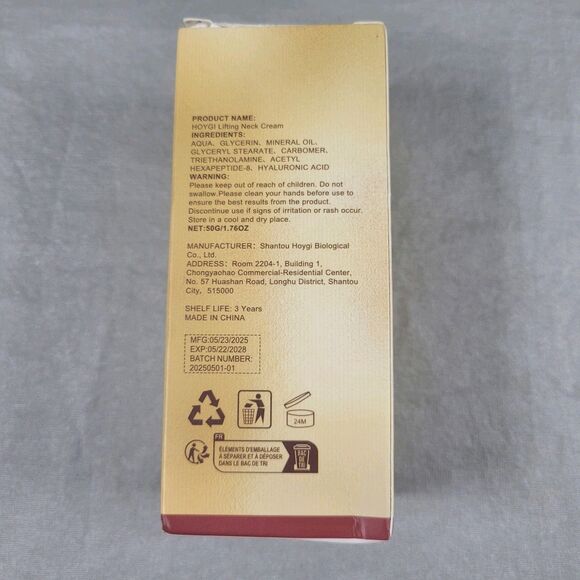 PRODUCT NAME:
HOYGI Lifting Neck Cream
INGREDIENTS:
AQUA, GLYCERIN, MINERAL OIL,
GLYCERYL STEARATE, CARBOMER,
TRIETHANOLAMINE, ACETYL
HEXAPEPTIDE-8, HYALURONIC ACID
WARNING:
Please keep out of reach of children. Do not
swallow.Please clean your hands before use to
ensure the best results from the product.
Discontinue use if signs of irritation or rash occur.
Store in a cool and dry place.
NET:50G/1.76OZ
MANUFACTURER: Shantou Hoygi Biological
Co., Ltd.
ADDRESS: Room 2204-1, Building 1,
Chongyaohao Commercial-Residential Center,
No. 57 Huashan Road, Longhu District, Shantou
City, 515000
SHELF LIFE: 3 Years
MADE IN CHINA
MFG:05/23/2025
EXP:05/22/2028
BATCH NUMBER:
20250501-01
24M
FR
ÉLÉMENTS D'EMBALLAGE
À SÉPARER ET À DÉPOSER
DANS LE BAC DE TRI
BAC
DE
TRI